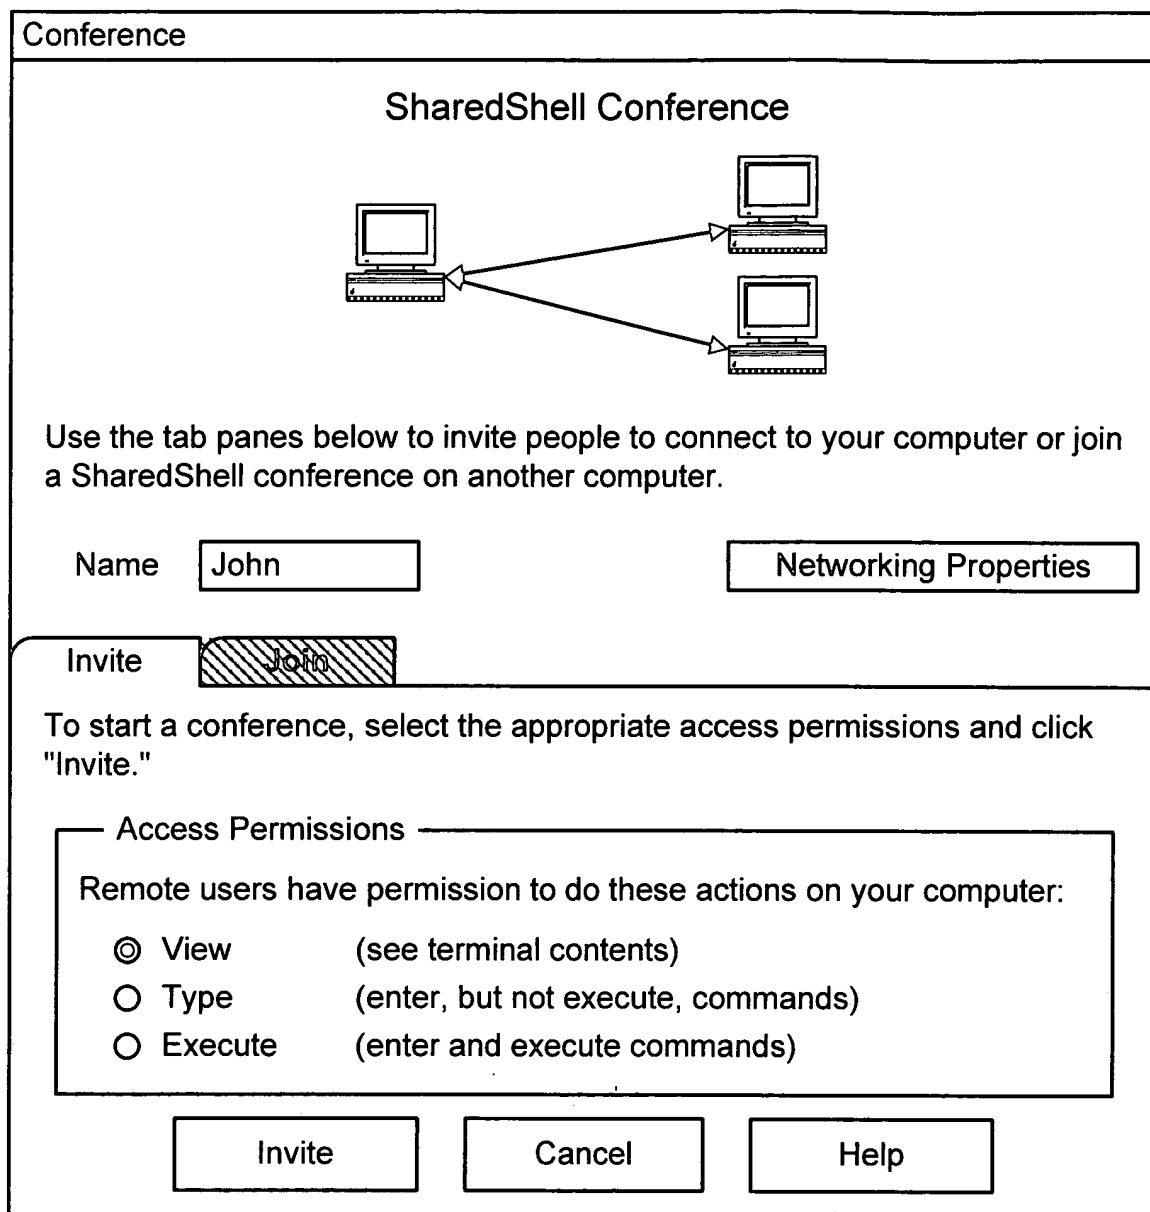 Conference
SharedShell Conference
Use the tab panes below to invite people to connect to your computer or join
a SharedShell conference on another computer.
Name John Networking Properties
Invite Join
To start a conference, select the appropriate access permissions and click
"Invite."
Access Permissions
Remote users have permission to do these actions on your computer:
View (see terminal contents)
Type (enter, but not execute, commands)
Execute (enter and execute commands)
Invite Cancel Help